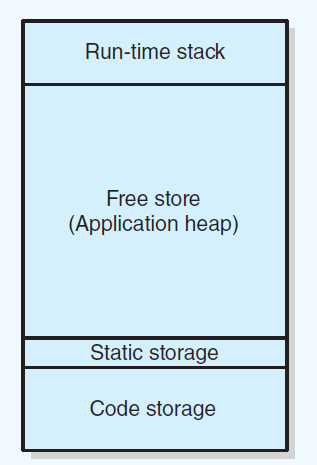 Run-time stack
Free store
(Application heap)
Static storage
Code storage